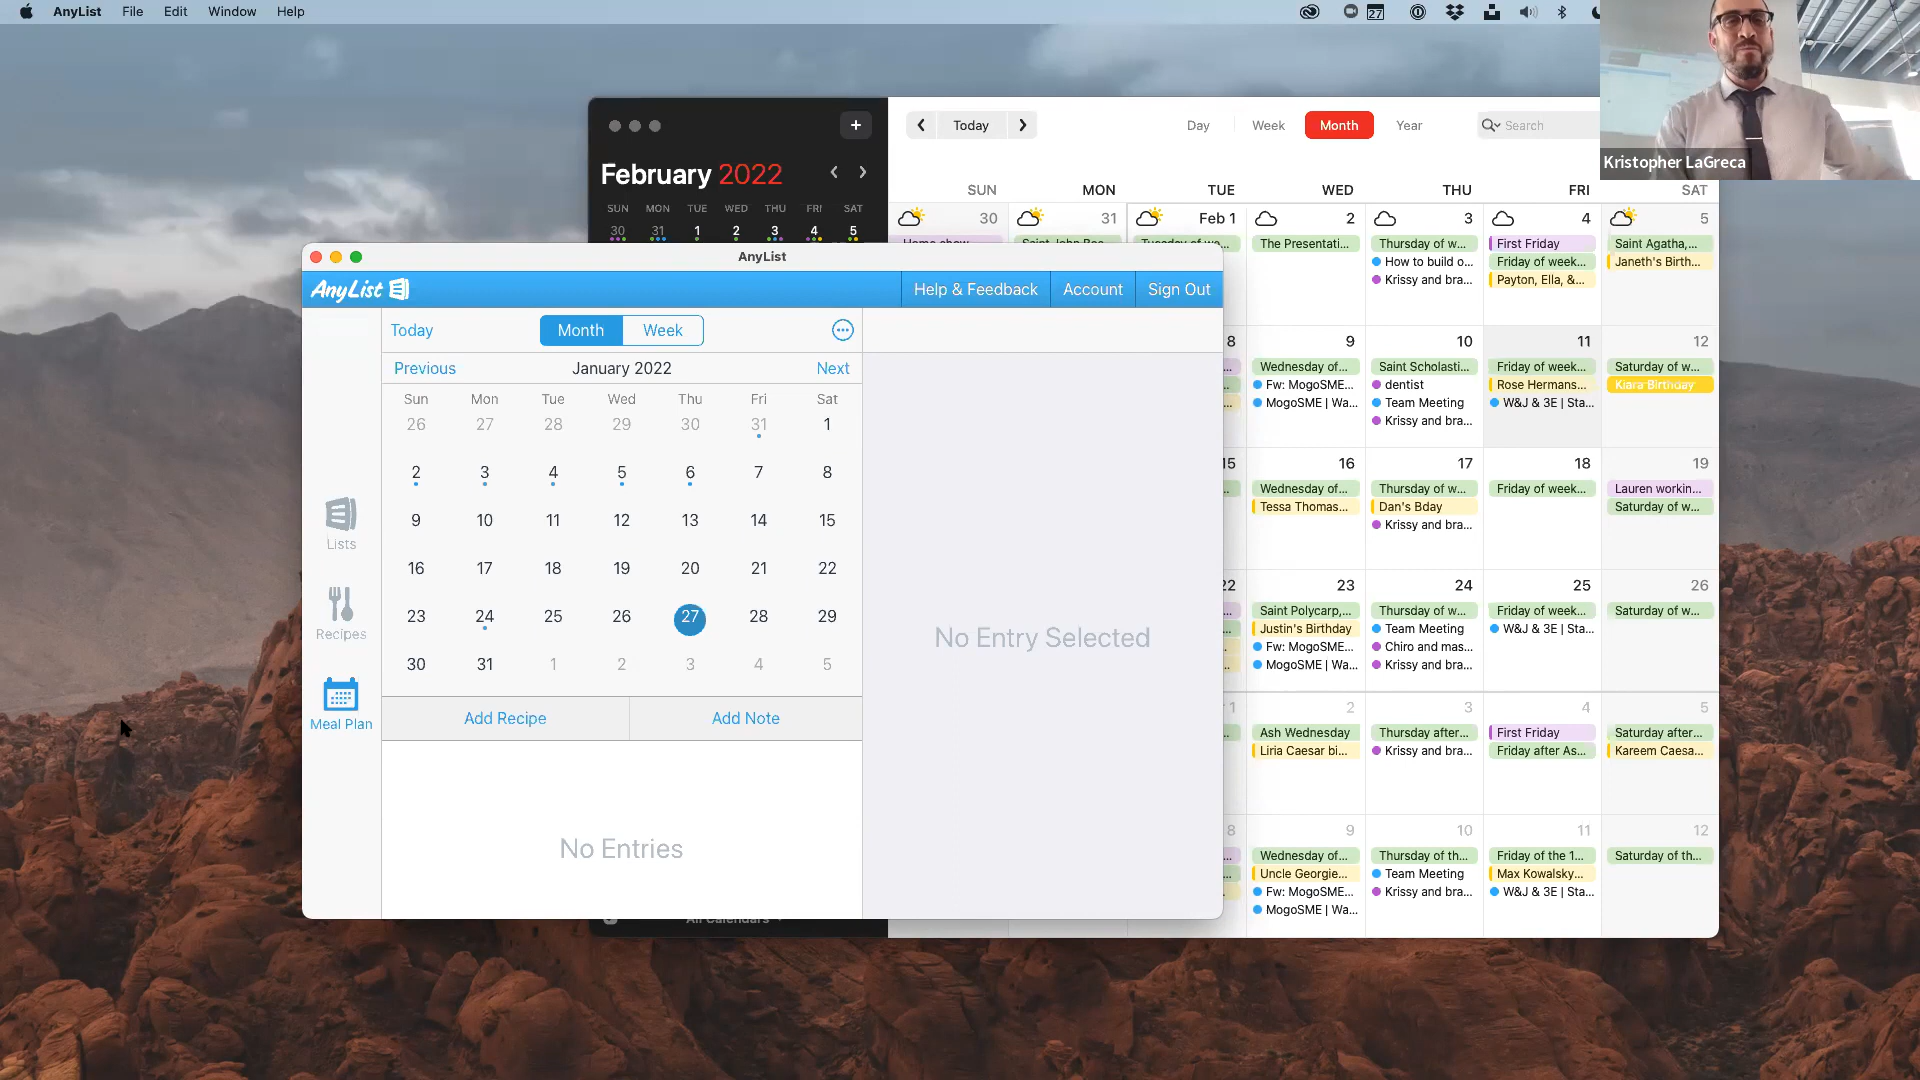 AnyList File Edit Window Help
27
Kristopher LaGreca
February 2022
SUN MON TUE WED THU FRI SAT
30 31 1 2 3 4 5
Today
Day Week Month Year
Search
SUN MON TUE WED THU FRI SAT
30 31 Feb 1 2 3 4 5
The Presentati... Thursday of w... First Friday Saint Agatha,...
How to build o... Friday of week... Janeth's Birth...
Krissy and bra... Payton, Ella, &...
8 9 10 11 12
Wednesday of... Saint Scholasti... Friday of week... Saturday of w...
Fw: MogoSME... dentist Rose Hermans... Kiara Birthday
MogoSME | Wa... Team Meeting W&J & 3E | Sta...
Krissy and bra...
15 16 17 18 19
Wednesday of... Thursday of w... Friday of week... Lauren workin...
Tessa Thomas... Dan's Bday Saturday of w...
Krissy and bra...
22 23 24 25 26
Saint Polycarp,... Thursday of w... Friday of week... Saturday of w...
Justin's Birthday Team Meeting W&J & 3E | Sta...
Fw: MogoSME... Chiro and mas...
MogoSME | Wa... Krissy and bra...
1 2 3 4 5
Ash Wednesday Thursday after... First Friday Saturday after...
Liria Caesar bi... Krissy and bra... Friday after As... Kareem Caesa...
8 9 10 11 12
Wednesday of... Thursday of th... Friday of the 1... Saturday of th...
Uncle Georgie... Team Meeting Max Kowalsky...
Fw: MogoSME... Krissy and bra... W&J & 3E | Sta...
MogoSME | Wa...
AnyList
AnyList Help & Feedback Account Sign Out
Today Month Week
Previous January 2022 Next
Sun Mon Tue Wed Thu Fri Sat
26 27 28 29 30 31 1
2 3 4 5 6 7 8
9 10 11 12 13 14 15
16 17 18 19 20 21 22
23 24 25 26 27 28 29
30 31 1 2 3 4 5
Add Recipe Add Note
No Entries
No Entry Selected
Lists
Recipes
Meal Plan